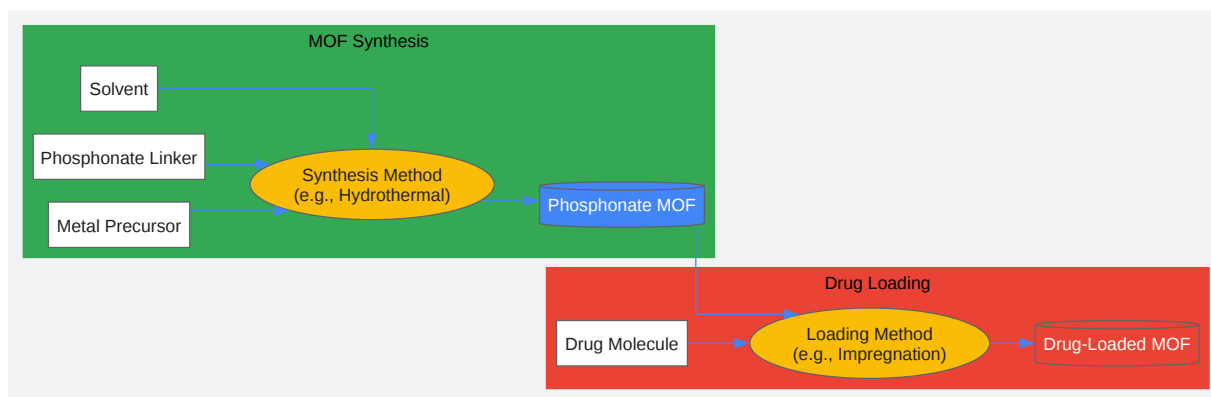 MOF Synthesis
Solvent
Phosphonate Linker
Metal Precursor
Synthesis Method
(e.g., Hydrothermal)
Phosphonate MOF
Drug Loading
Drug Molecule
Loading Method
(e.g., Impregnation)
Drug-Loaded MOF